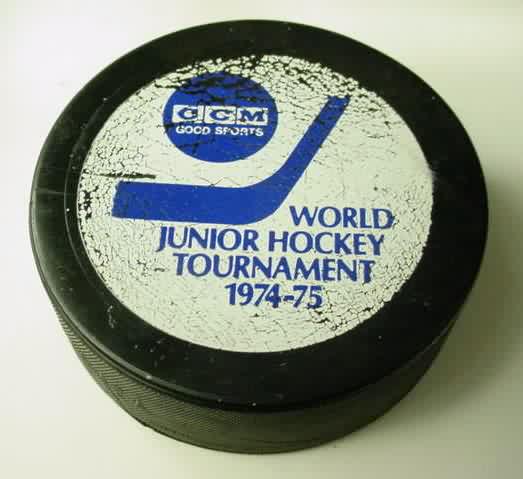 CCM
GOOD SPORTS
WORLD
JUNIOR HOCKEY
TOURNAMENT
1974-75